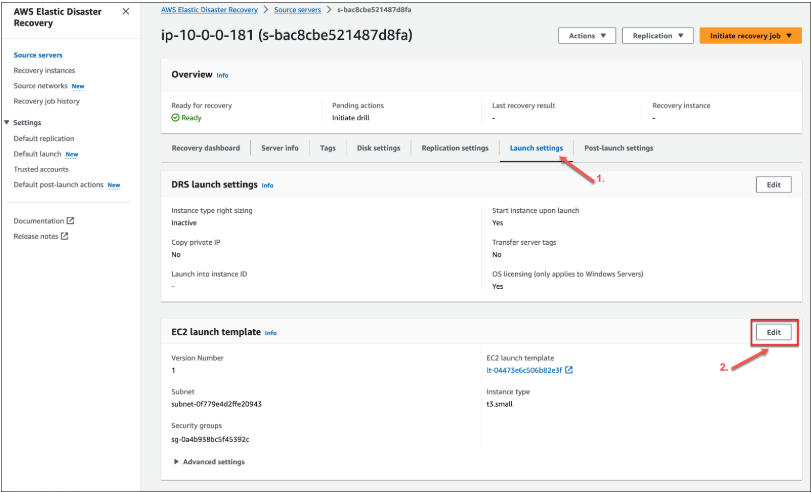 AWS Elastic Disaster Recovery
Source servers
Recovery instances
Source networks New
Recovery job history
Settings
Default replication
Default launch New
Trusted accounts
Default post-launch actions New
Documentation
Release notes
AWS Elastic Disaster Recovery > Source servers > s-bac8cbe521487d8fa
ip-10-0-0-181 (s-bac8cbe521487d8fa)
Actions
Replication
Initiate recovery job
Overview Info
Ready for recovery
Ready
Pending actions
Initiate drill
Last recovery result
-
Recovery instance
-
Recovery dashboard
Server info
Tags
Disk settings
Replication settings
Launch settings
Post-launch settings
1.
DRS launch settings Info
Edit
Instance type right sizing
Inactive
Start instance upon launch
Yes
Copy private IP
No
Transfer server tags
No
Launch into instance ID
-
OS licensing (only applies to Windows Servers)
Yes
EC2 launch template Info
Edit
2.
Version Number
1
EC2 launch template
lt-04473e6c506b82e3f
Subnet
subnet-0f779e4d2ffe20943
Instance type
t3.small
Security groups
sg-0a4b938bc5f45392c
Advanced settings